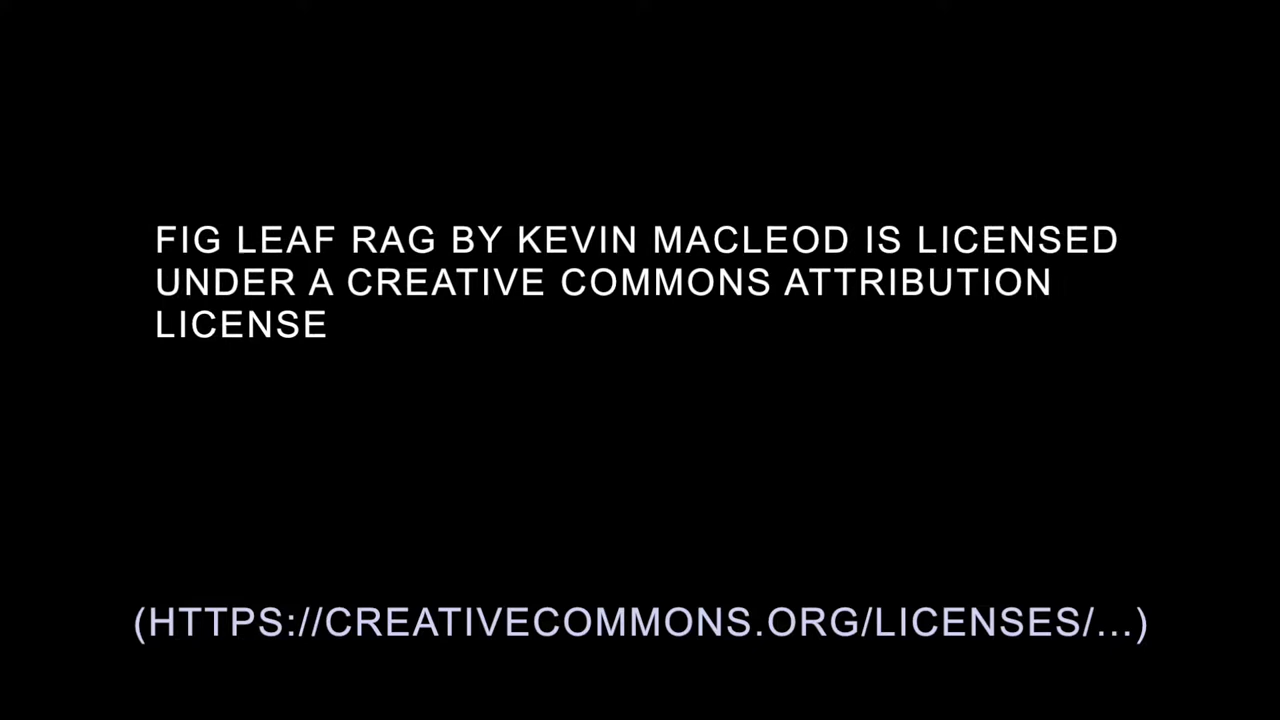 FIG LEAF RAG BY KEVIN MACLEOD IS LICENSED
UNDER A CREATIVE COMMONS ATTRIBUTION
LICENSE
(HTTPS://CREATIVECOMMONS.ORG/LICENSES/...)